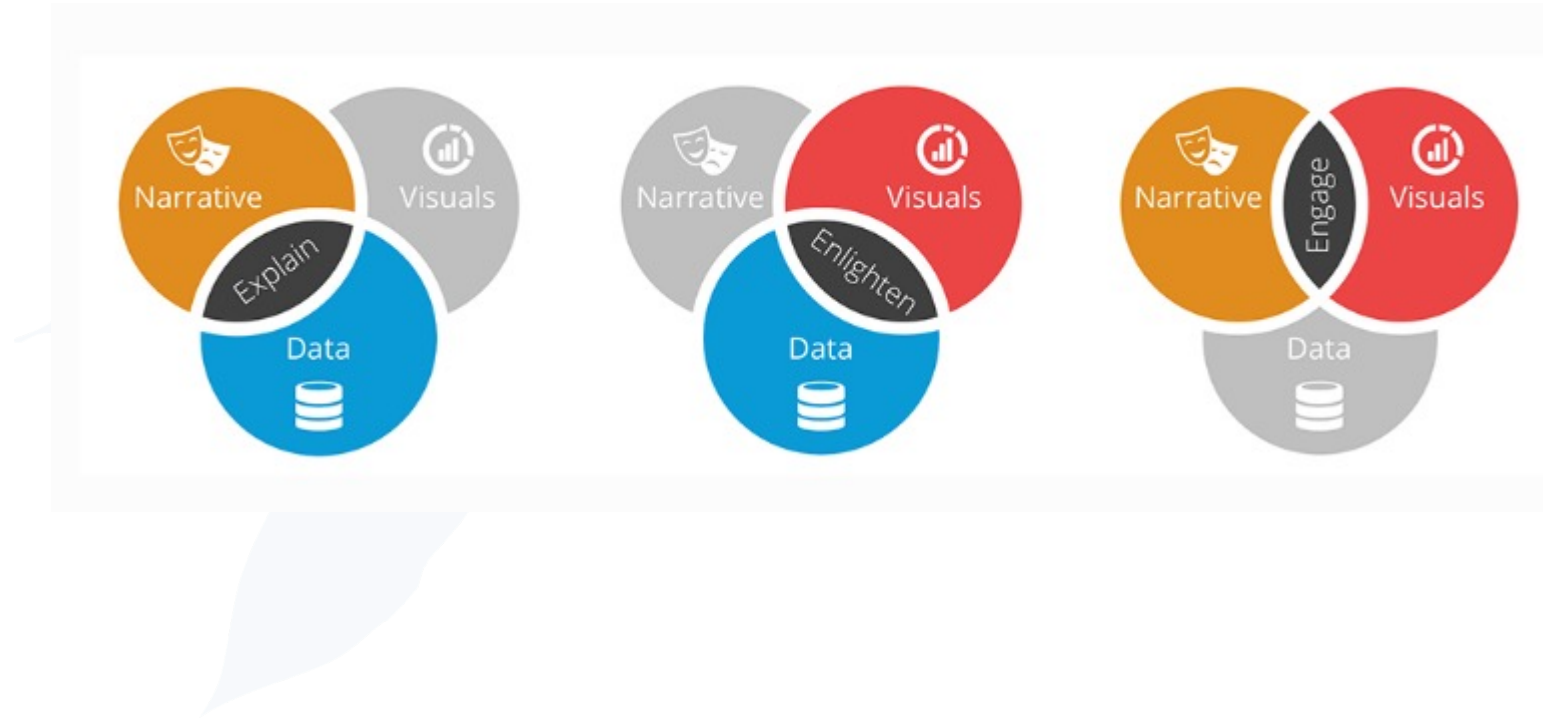 Narrative
Visuals
Explain
Data
Narrative
Visuals
Enlighten
Data
Narrative
Engage
Visuals
Data